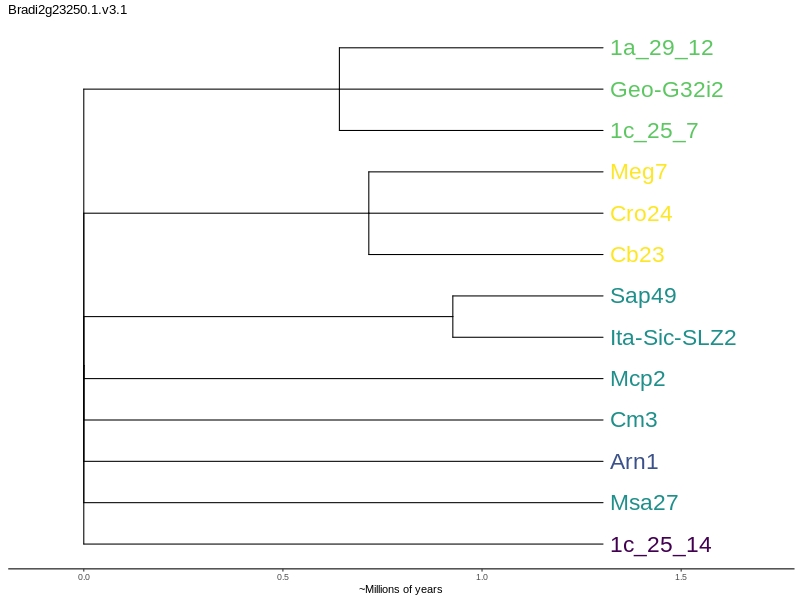 Bradi2g23250.1.v3.1
1a_29_12
Geo-G32i2
1c_25_7
Meg7
Cro24
Cb23
Sap49
Ita-Sic-SLZ2
Mcp2
Cm3
Arn1
Msa27
1c_25_14
0.0 0.5 1.0 1.5
~Millions of years